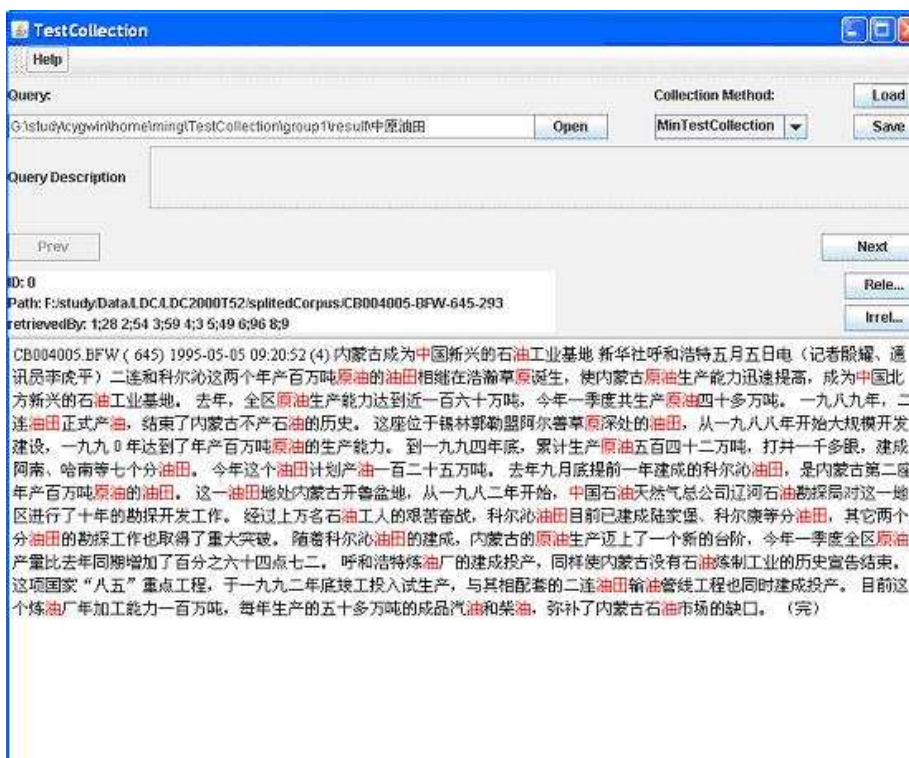 TestCollection
Help
Query:
Collection Method:
Load
G:\study\cygwin\home\ming\TestCollection\group1\result\中原油田
Open
MinTestCollection
Save
Query Description
Prev
Next
ID: 0
Rele...
Path: F:/study/Data/LDC/LDC2000T52/splitedCorpus/CB004005-BFW-645-293
retrievedBy: 1;28 2;54 3;59 4;3 5;49 6;96 8;9
Irrel...
CB004005.BFW ( 645) 1995-05-05 09:20:52 (4) 内蒙古成为中国新兴的石油工业基地 新华社呼和浩特五月五日电（记者殷耀、通
讯员李虎平）二连和科尔沁这两个年产百万吨原油的油田相继在浩瀚草原诞生，使内蒙古原油生产能力迅速提高，成为中国北
方新兴的石油工业基地。 去年，全区原油生产能力达到近一百六十万吨，今年一季度共生产原油四十多万吨。 一九八九年，二
连油田正式产油，结束了内蒙古不产石油的历史。 这座位于锡林郭勒盟阿尔善草原深处的油田，从一九八八年开始大规模开发
建设，一九九０年达到了年产百万吨原油的生产能力。 到一九九四年底，累计生产原油五百四十二万吨，打井一千多眼，建成
阿南、哈南等七个分油田。 今年这个油田计划产油一百二十五万吨。 去年九月底提前一年建成的科尔沁油田，是内蒙古第二座
年产百万吨原油的油田。 这一油田地处内蒙古开鲁盆地，从一九八二年开始，中国石油天然气总公司辽河石油勘探局对这一地
区进行了十年的勘探开发工作。 经过上万名石油工人的艰苦奋战，科尔沁油田目前已建成陆家堡、科尔康等分油田，其它两个
分油田的勘探工作也取得了重大突破。 随着科尔沁油田的建成，内蒙古的原油生产迈上了一个新的台阶，今年一季度全区原油
产量比去年同期增加了百分之六十四点七二。 呼和浩特炼油厂的建成投产，同样使内蒙古没有石油炼制工业的历史宣告结束。
这项国家“八五”重点工程，于一九九二年底竣工投入试生产，与其相配套的二连油田输油管线工程也同时建成投产。 目前这
个炼油厂年加工能力一百万吨，每年生产的五十多万吨的成品汽油和柴油，弥补了内蒙古石油市场的缺口。 （完）